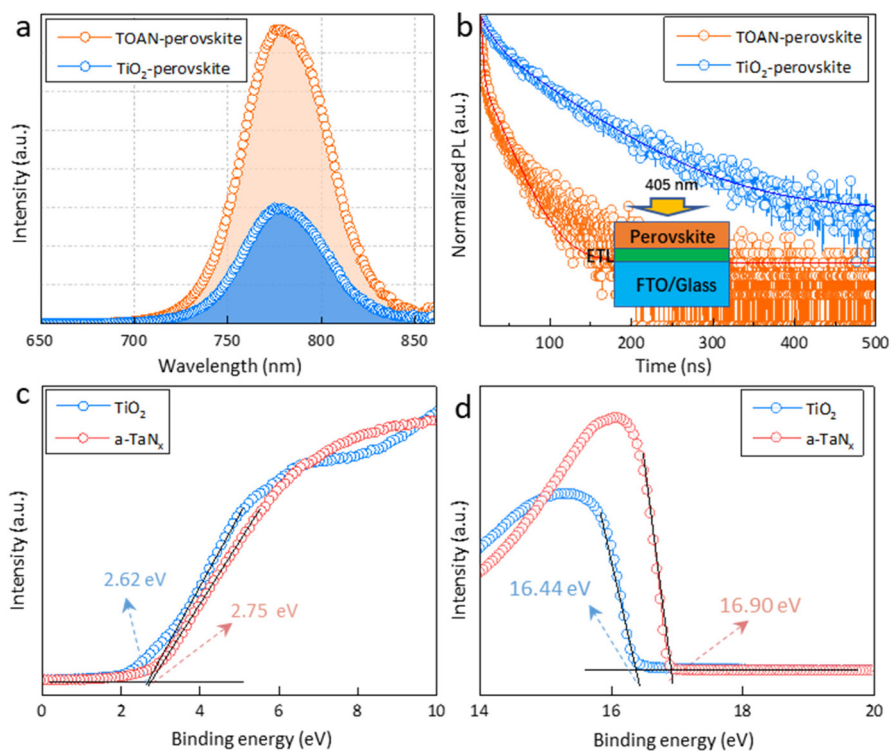 a
TOAN-perovskite
TiO₂-perovskite
Intensity (a.u.)
650
700
750
800
850
Wavelength (nm)
b
TOAN-perovskite
TiO₂-perovskite
Normalized PL (a.u.)
405 nm
Perovskite
ETL
FTO/Glass
100
200
300
400
500
Time (ns)
c
TiO₂
a-TaNₓ
Intensity (a.u.)
2.62 eV
2.75 eV
0
2
4
6
8
10
Binding energy (eV)
d
TiO₂
a-TaNₓ
Intensity (a.u.)
16.44 eV
16.90 eV
14
16
18
20
Binding energy (eV)